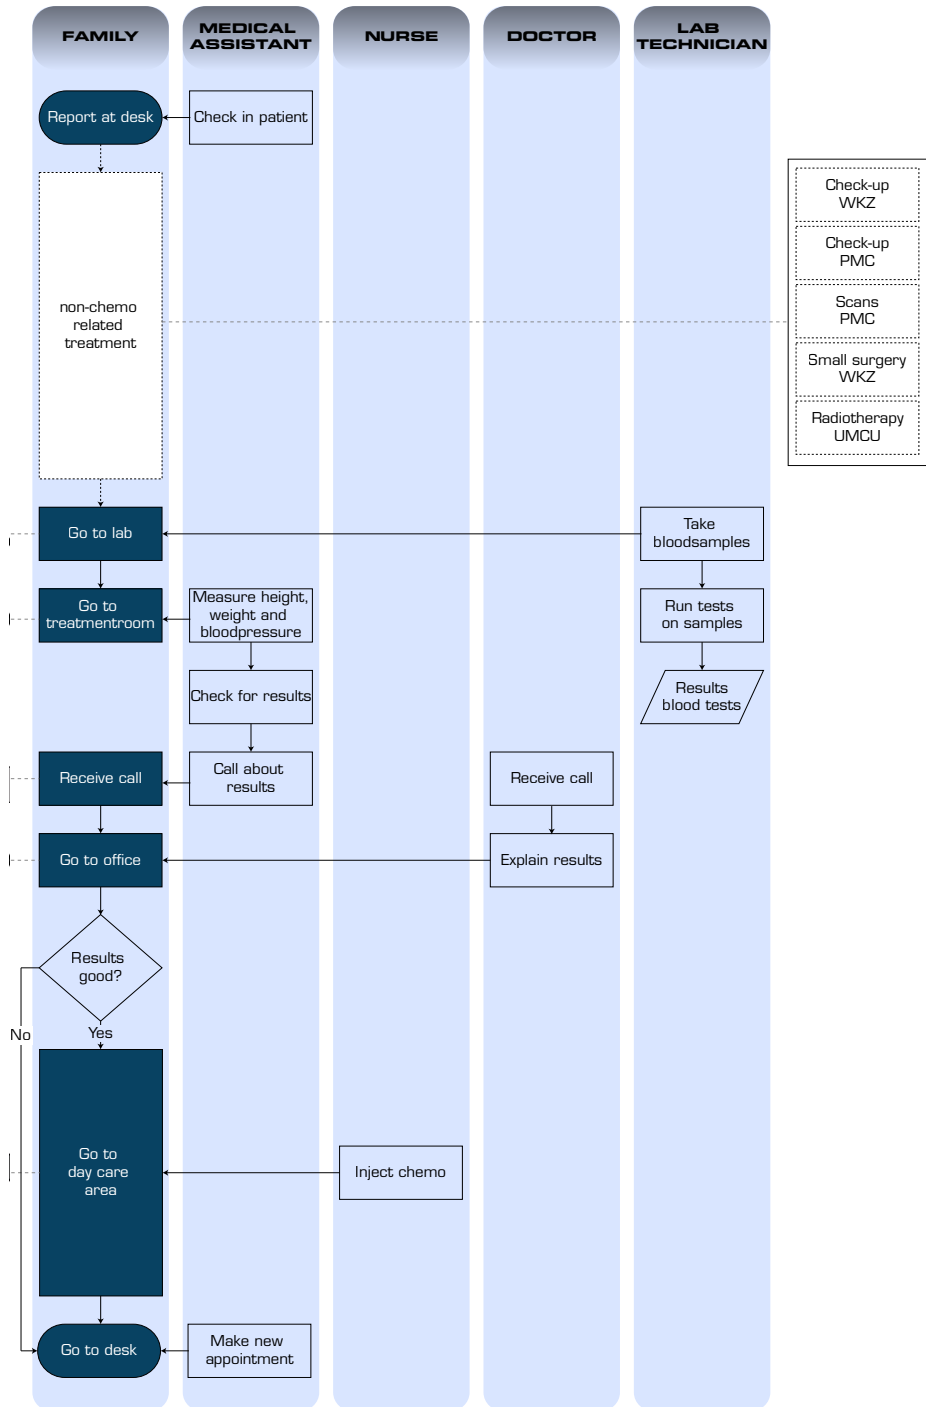 FAMILY
MEDICAL
ASSISTANT
NURSE
DOCTOR
LAB
TECHNICIAN
Report at desk
Check in patient
non-chemo
related
treatment
Check-up
WKZ
Check-up
PMC
Scans
PMC
Small surgery
WKZ
Radiotherapy
UMCU
Go to lab
Take
bloodsamples
Go to
treatmentroom
Measure height,
weight and
bloodpressure
Run tests
on samples
Check for results
Results
blood tests
Receive call
Call about
results
Receive call
Go to office
Explain results
Results
good?
No
Yes
Go to
day care
area
Inject chemo
Go to desk
Make new
appointment